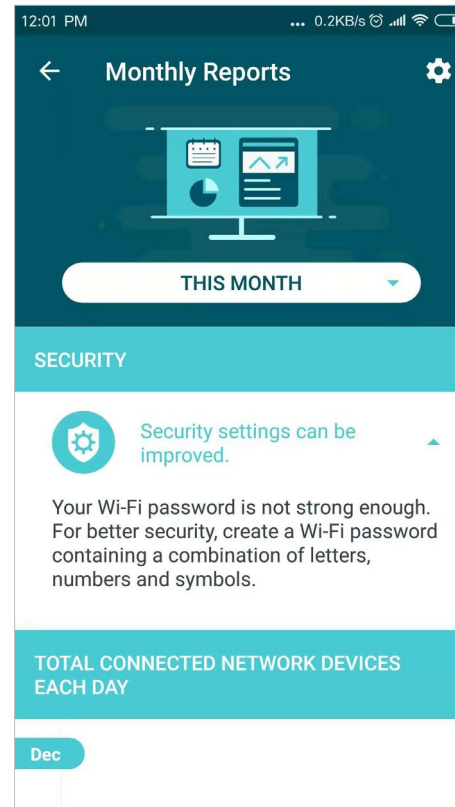 12:01 PM ... 0.2KB/s
Monthly Reports
THIS MONTH
SECURITY
Security settings can be
improved.
Your Wi-Fi password is not strong enough.
For better security, create a Wi-Fi password
containing a combination of letters,
numbers and symbols.
TOTAL CONNECTED NETWORK DEVICES
EACH DAY
Dec